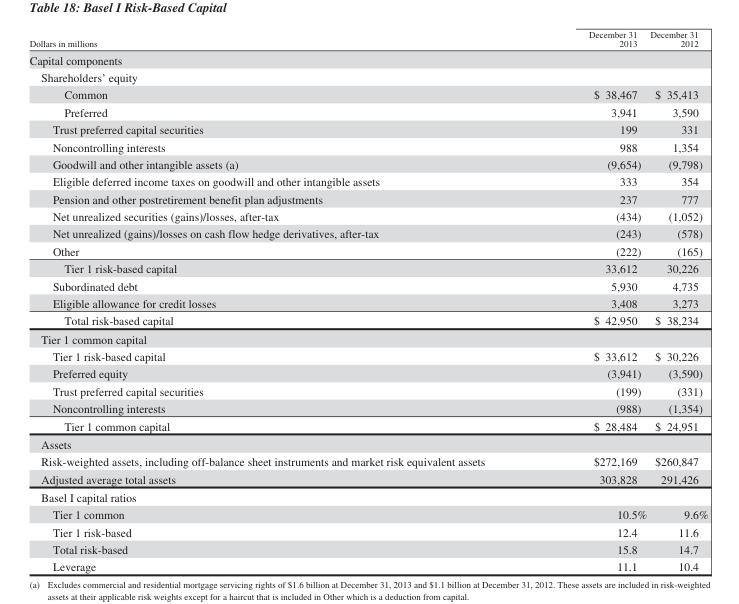 Table 18: Basel I Risk-Based Capital
Dollars in millions December 31 2013 December 31 2012
Capital components
Shareholders' equity
Common $ 38,467 $ 35,413
Preferred 3,941 3,590
Trust preferred capital securities 199 331
Noncontrolling interests 988 1,354
Goodwill and other intangible assets (a) (9,654) (9,798)
Eligible deferred income taxes on goodwill and other intangible assets 333 354
Pension and other postretirement benefit plan adjustments 237 777
Net unrealized securities (gains)/losses, after-tax (434) (1,052)
Net unrealized (gains)/losses on cash flow hedge derivatives, after-tax (243) (578)
Other (222) (165)
Tier 1 risk-based capital 33,612 30,226
Subordinated debt 5,930 4,735
Eligible allowance for credit losses 3,408 3,273
Total risk-based capital $ 42,950 $ 38,234
Tier 1 common capital
Tier 1 risk-based capital $ 33,612 $ 30,226
Preferred equity (3,941) (3,590)
Trust preferred capital securities (199) (331)
Noncontrolling interests (988) (1,354)
Tier 1 common capital $ 28,484 $ 24,951
Assets
Risk-weighted assets, including off-balance sheet instruments and market risk equivalent assets $272,169 $260,847
Adjusted average total assets 303,828 291,426
Basel I capital ratios
Tier 1 common 10.5% 9.6%
Tier 1 risk-based 12.4 11.6
Total risk-based 15.8 14.7
Leverage 11.1 10.4
(a) Excludes commercial and residential mortgage servicing rights of $1.6 billion at December 31, 2013 and $1.1 billion at December 31, 2012. These assets are included in risk-weighted
assets at their applicable risk weights except for a haircut that is included in Other which is a deduction from capital.